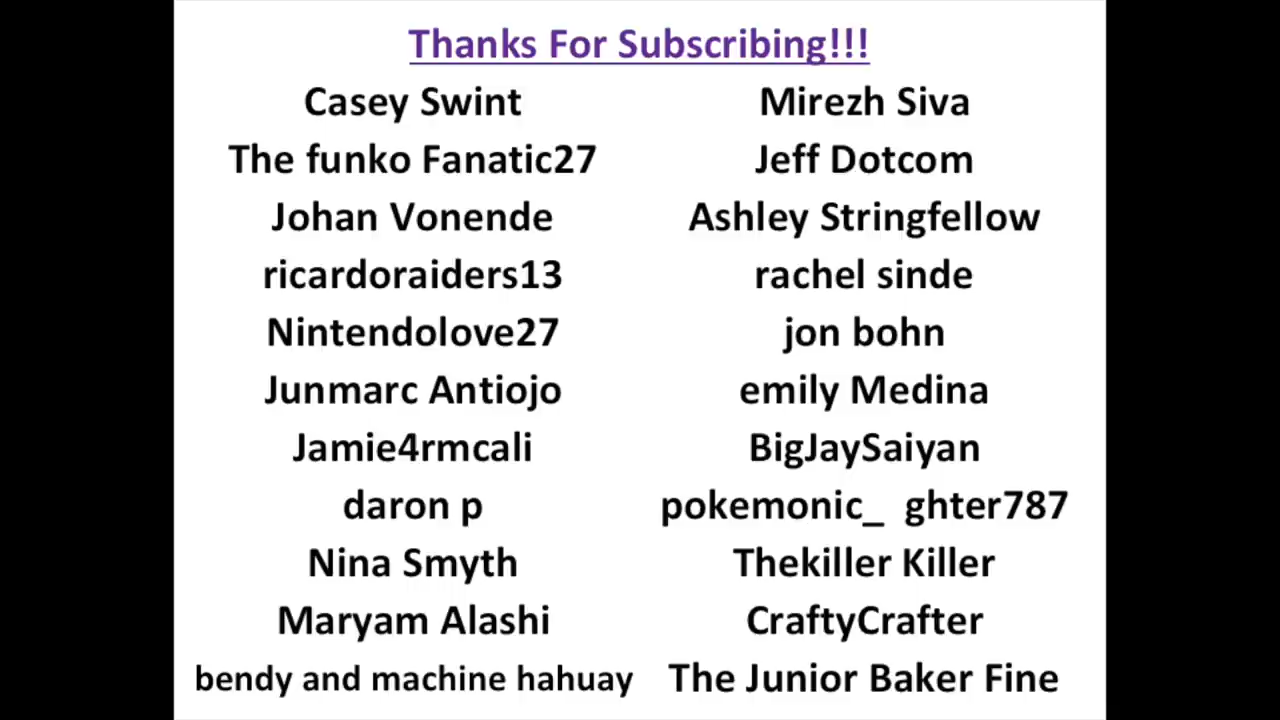 Thanks For Subscribing!!!
Casey Swint
Mirezh Siva
The funko Fanatic27
Jeff Dotcom
Johan Vonende
Ashley Stringfellow
ricardoraiders13
rachel sinde
Nintendolove27
jon bohn
Junmarc Antiojo
emily Medina
Jamie4rmcali
BigJaySaiyan
daron p
pokemonic_  ghter787
Nina Smyth
Thekiller Killer
Maryam Alashi
CraftyCrafter
bendy and machine hahuay
The Junior Baker Fine